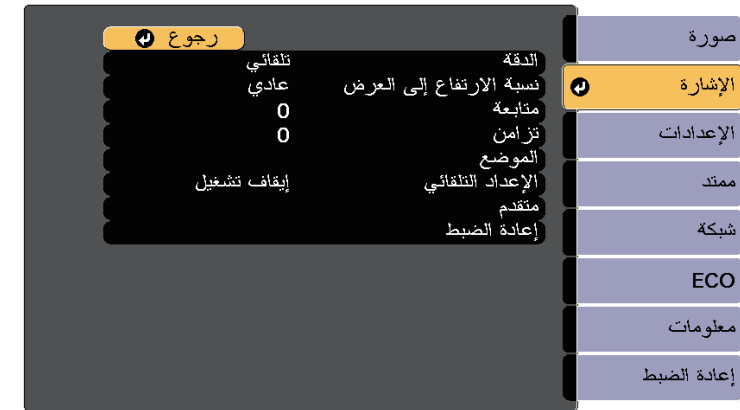 صورة
الإشارة
الإعدادات
ممتد
شبكة
ECO
معلومات
إعادة الضبط
رجوع
الدقة تلقائي
نسبة الارتفاع إلى العرض عادي
متابعة 0
تزامن 0
الموضع
الإعداد التلقائي إيقاف تشغيل
متقدم
إعادة الضبط